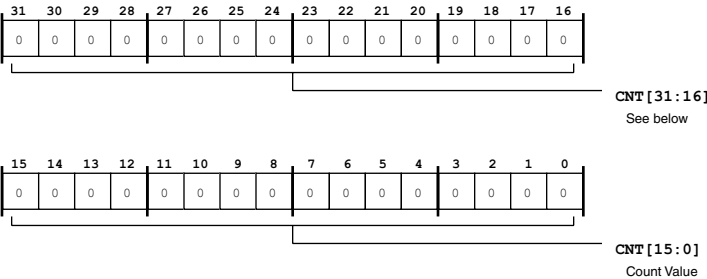 31 30 29 28 27 26 25 24 23 22 21 20 19 18 17 16
0 0 0 0 0 0 0 0 0 0 0 0 0 0 0 0
CNT[31:16]
See below
15 14 13 12 11 10 9 8 7 6 5 4 3 2 1 0
0 0 0 0 0 0 0 0 0 0 0 0 0 0 0 0
CNT[15:0]
Count Value